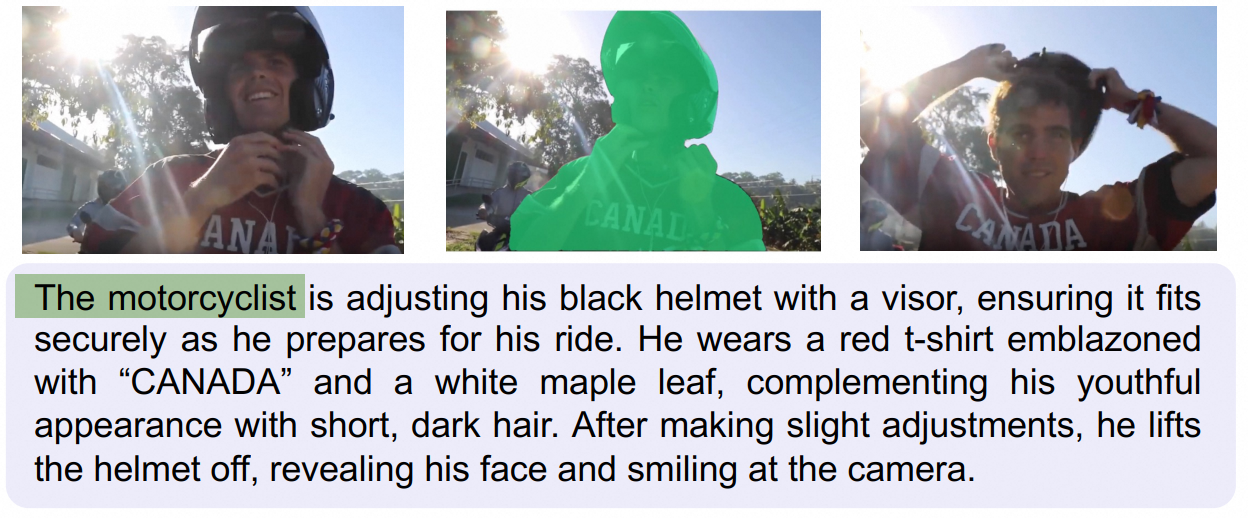 CANA
CANADA
CANADA
The motorcyclist is adjusting his black helmet with a visor, ensuring it fits
securely as he prepares for his ride. He wears a red t-shirt emblazoned
with “CANADA” and a white maple leaf, complementing his youthful
appearance with short, dark hair. After making slight adjustments, he lifts
the helmet off, revealing his face and smiling at the camera.